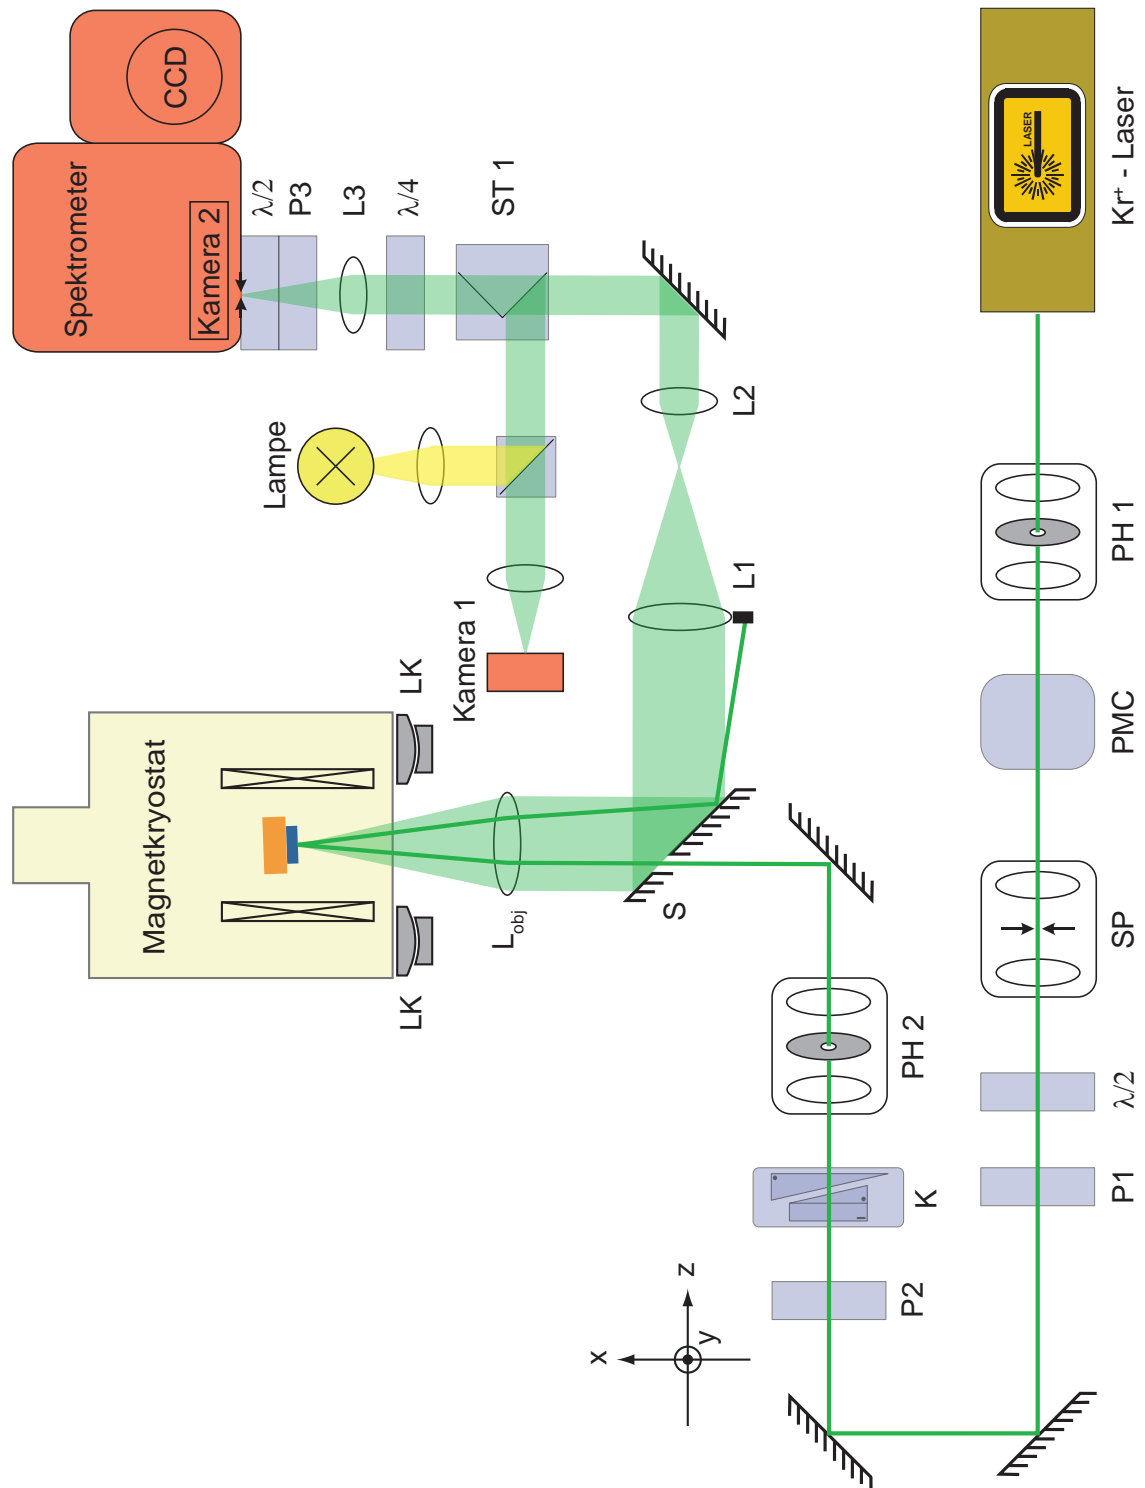 CCD
Spektrometer
Kamera 2
λ/2
P3
L3
λ/4
ST 1
Lampe
Kamera 1
L2
L1
Magnetkryostat
LK
LK
L_obj
S
Kr⁺ - Laser
LASER
PH 1
PMC
SP
λ/2
P1
PH 2
K
P2
x
y
z